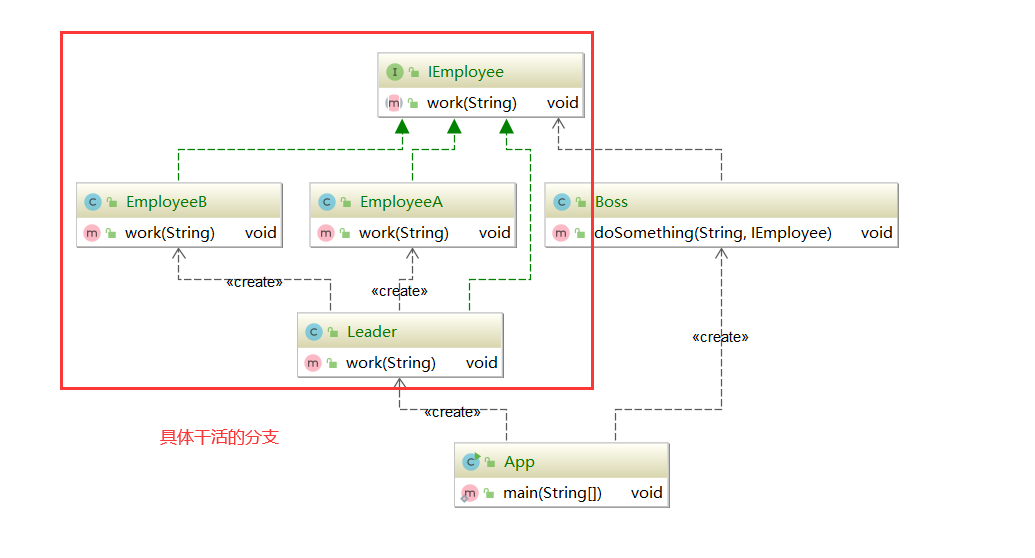 IEmployee
work(String) void
EmployeeB
work(String) void
EmployeeA
work(String) void
Boss
doSomething(String, IEmployee) void
«create»
«create»
Leader
work(String) void
«create»
«create»
具体干活的分支
App
main(String[]) void